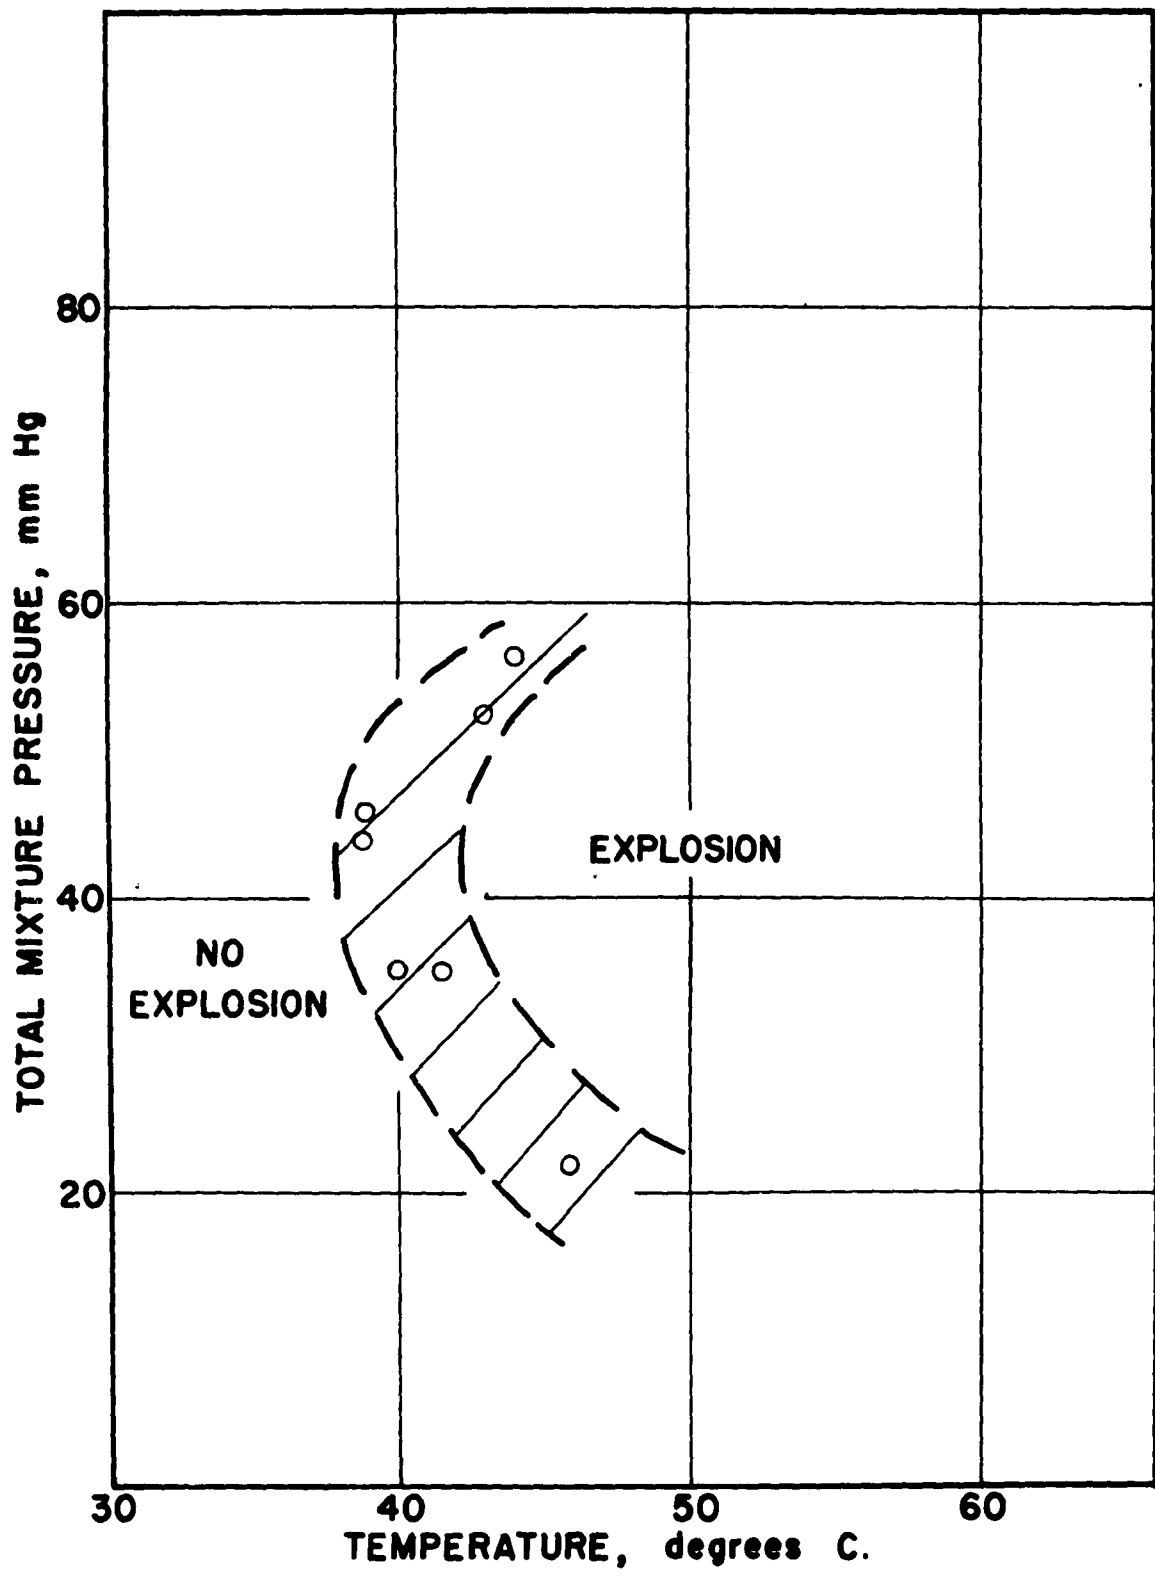 80
60
40
20
TOTAL MIXTURE PRESSURE, mm Hg
NO
EXPLOSION
EXPLOSION
30 40 50 60
TEMPERATURE, degrees C.